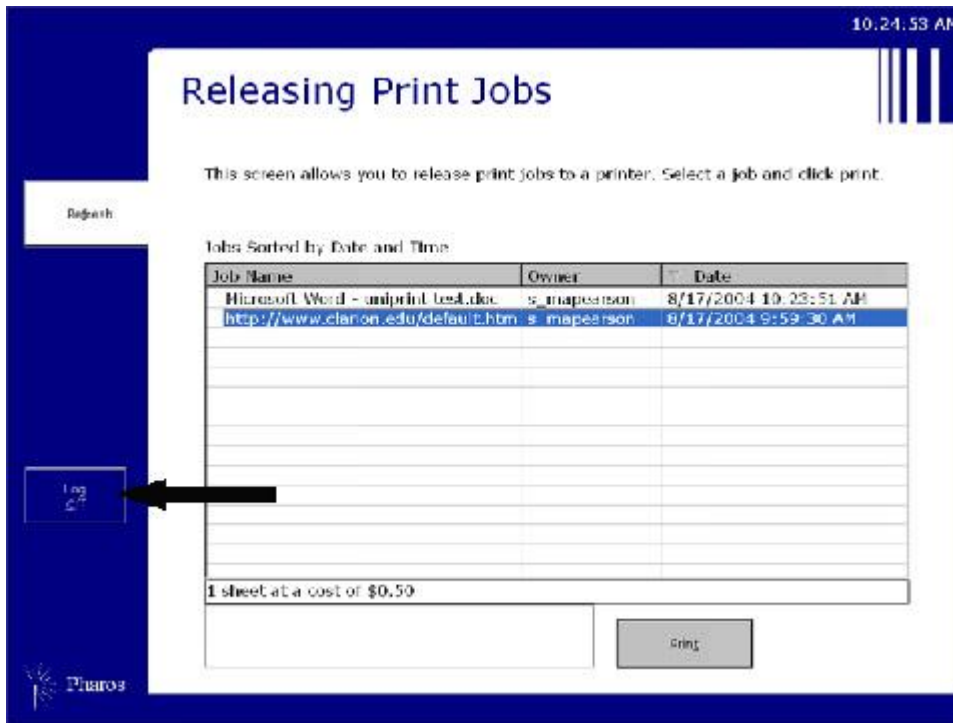 10:24:53 AM
Releasing Print Jobs
This screen allows you to release print jobs to a printer. Select a job and click print.
Refresh
Jobs Sorted by Date and Time
Job Name Owner Date
Microsoft Word - uniprint test.doc s_mapearson 8/17/2004 10:23:51 AM
http://www.clarion.edu/default.htm s_mapearson 8/17/2004 9:59:30 AM
Log
Off
1 sheet at a cost of $0.50
Print
Pharos